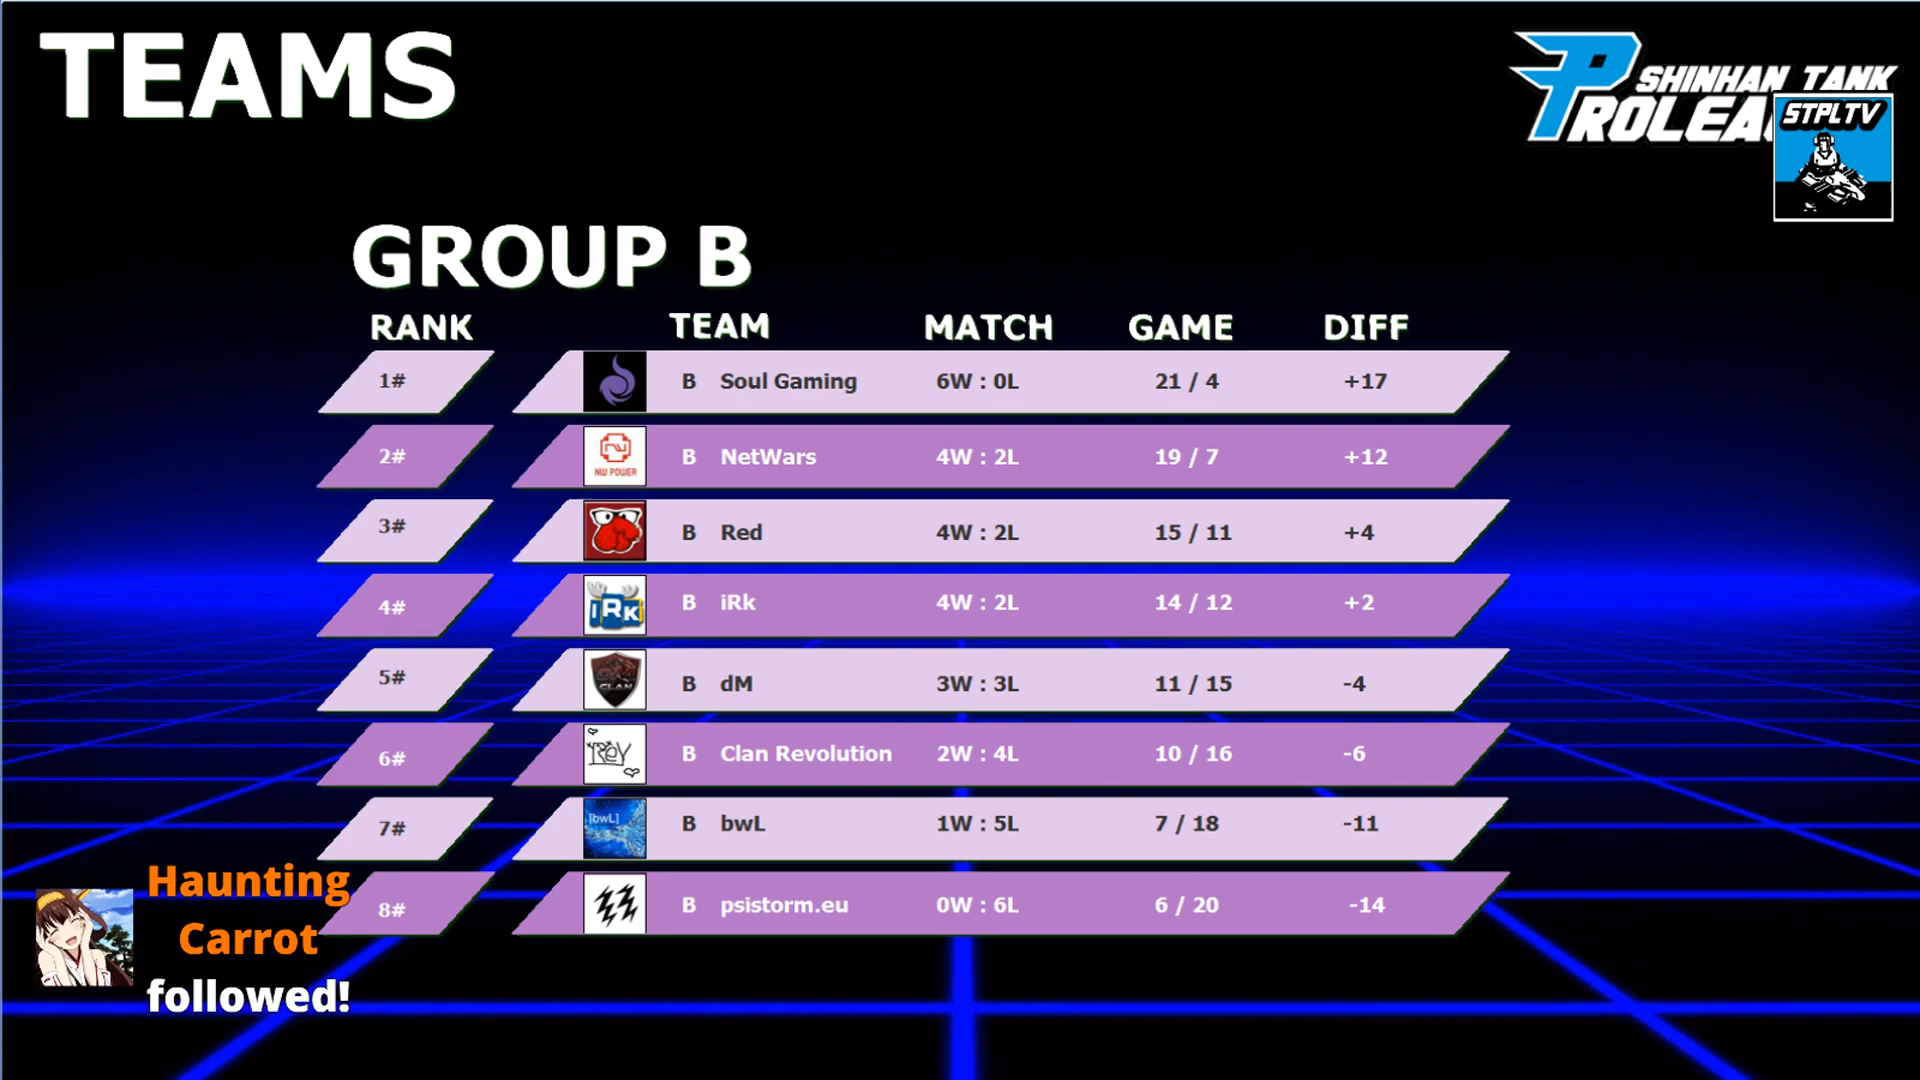 TEAMS
SHINHAN TANK
PROLEA
STPLTV
GROUP B
RANK TEAM MATCH GAME DIFF
1# B Soul Gaming 6W : 0L 21 / 4 +17
2# NW POWER B NetWars 4W : 2L 19 / 7 +12
3# B Red 4W : 2L 15 / 11 +4
4# iRK B iRk 4W : 2L 14 / 12 +2
5# CLAN B dM 3W : 3L 11 / 15 -4
6# ReV B Clan Revolution 2W : 4L 10 / 16 -6
7# [bwL] B bwL 1W : 5L 7 / 18 -11
8# B psistorm.eu 0W : 6L 6 / 20 -14
Haunting
Carrot
followed!